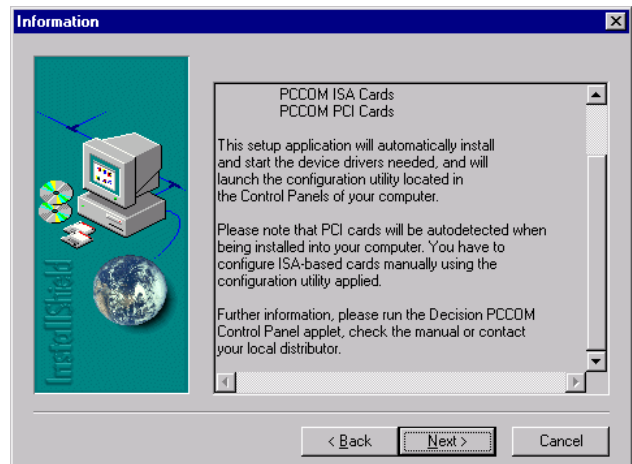 Information
PCCOM ISA Cards
PCCOM PCI Cards
This setup application will automatically install
and start the device drivers needed, and will
launch the configuration utility located in
the Control Panels of your computer.
Please note that PCI cards will be autodetected when
being installed into your computer. You have to
configure ISA-based cards manually using the
configuration utility applied.
Further information, please run the Decision PCCOM
Control Panel applet, check the manual or contact
your local distributor.
InstallShield
< Back
Next >
Cancel